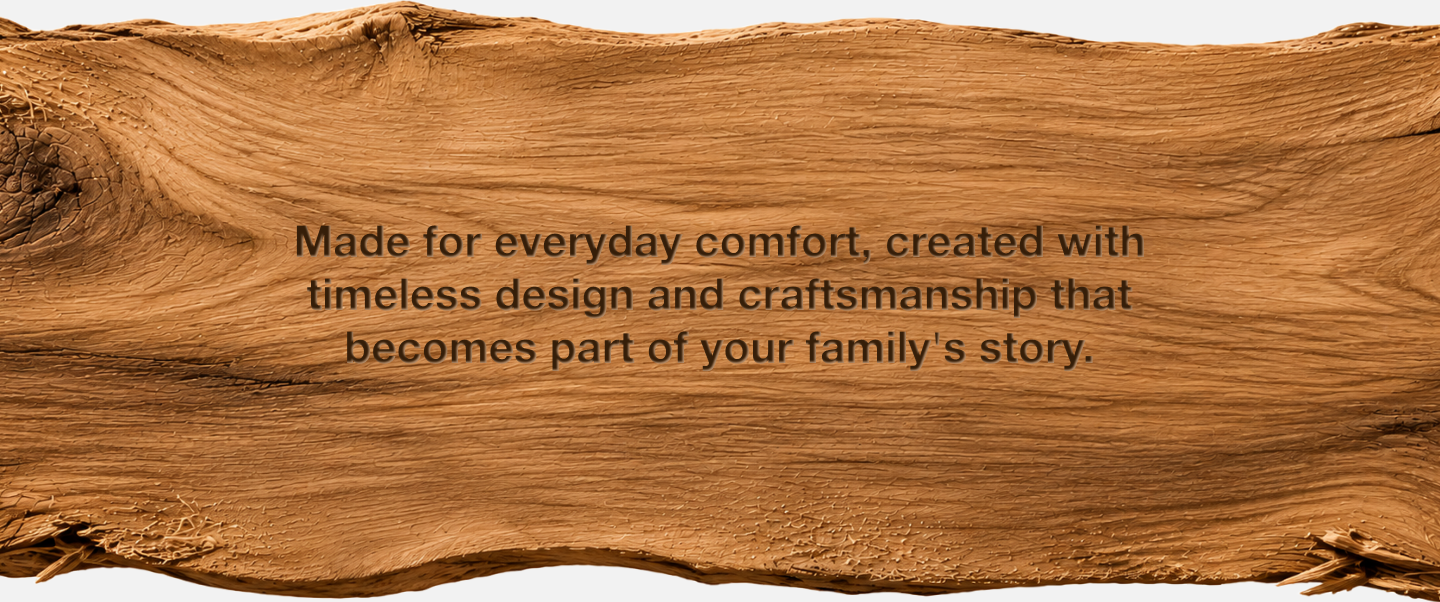 Made for everyday comfort, created with
timeless design and craftsmanship that
becomes part of your family's story.